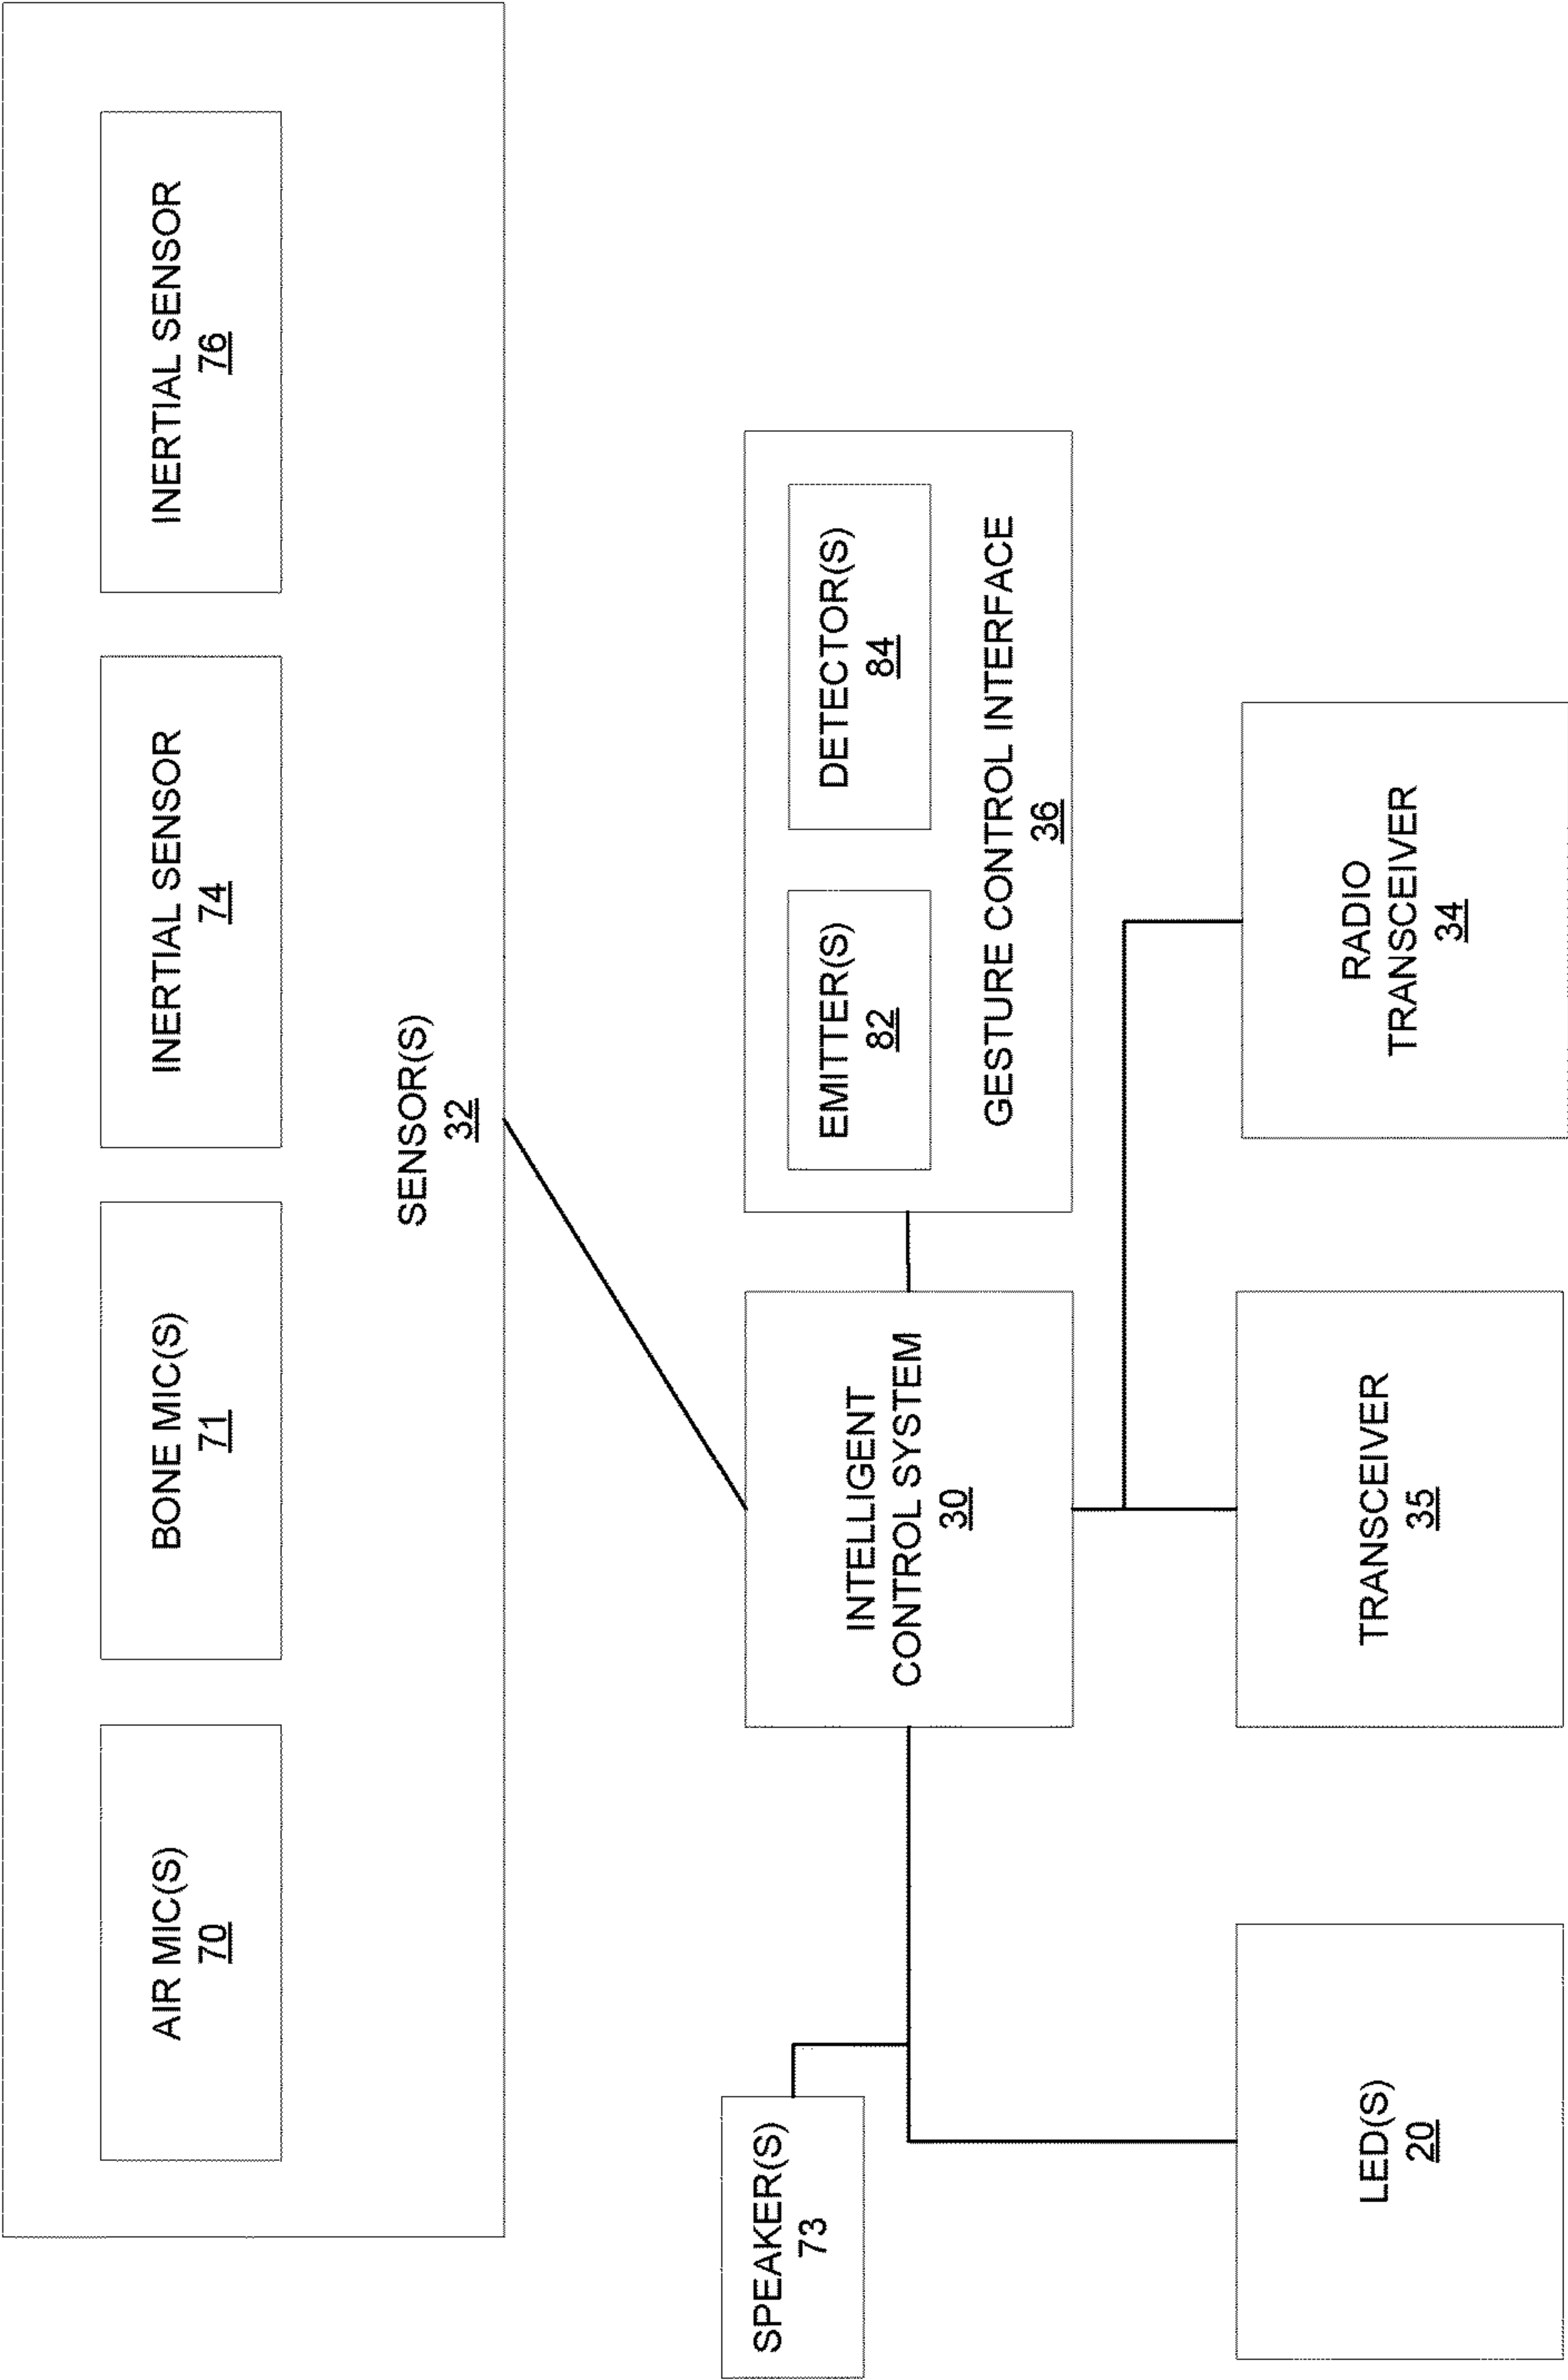 AIR MIC(S)
70
BONE MIC(S)
71
INERTIAL SENSOR
74
INERTIAL SENSOR
76
SENSOR(S)
32
SPEAKER(S)
73
INTELLIGENT
CONTROL SYSTEM
30
EMITTER(S)
82
DETECTOR(S)
84
GESTURE CONTROL INTERFACE
36
LED(S)
20
TRANSCEIVER
35
RADIO
TRANSCEIVER
34